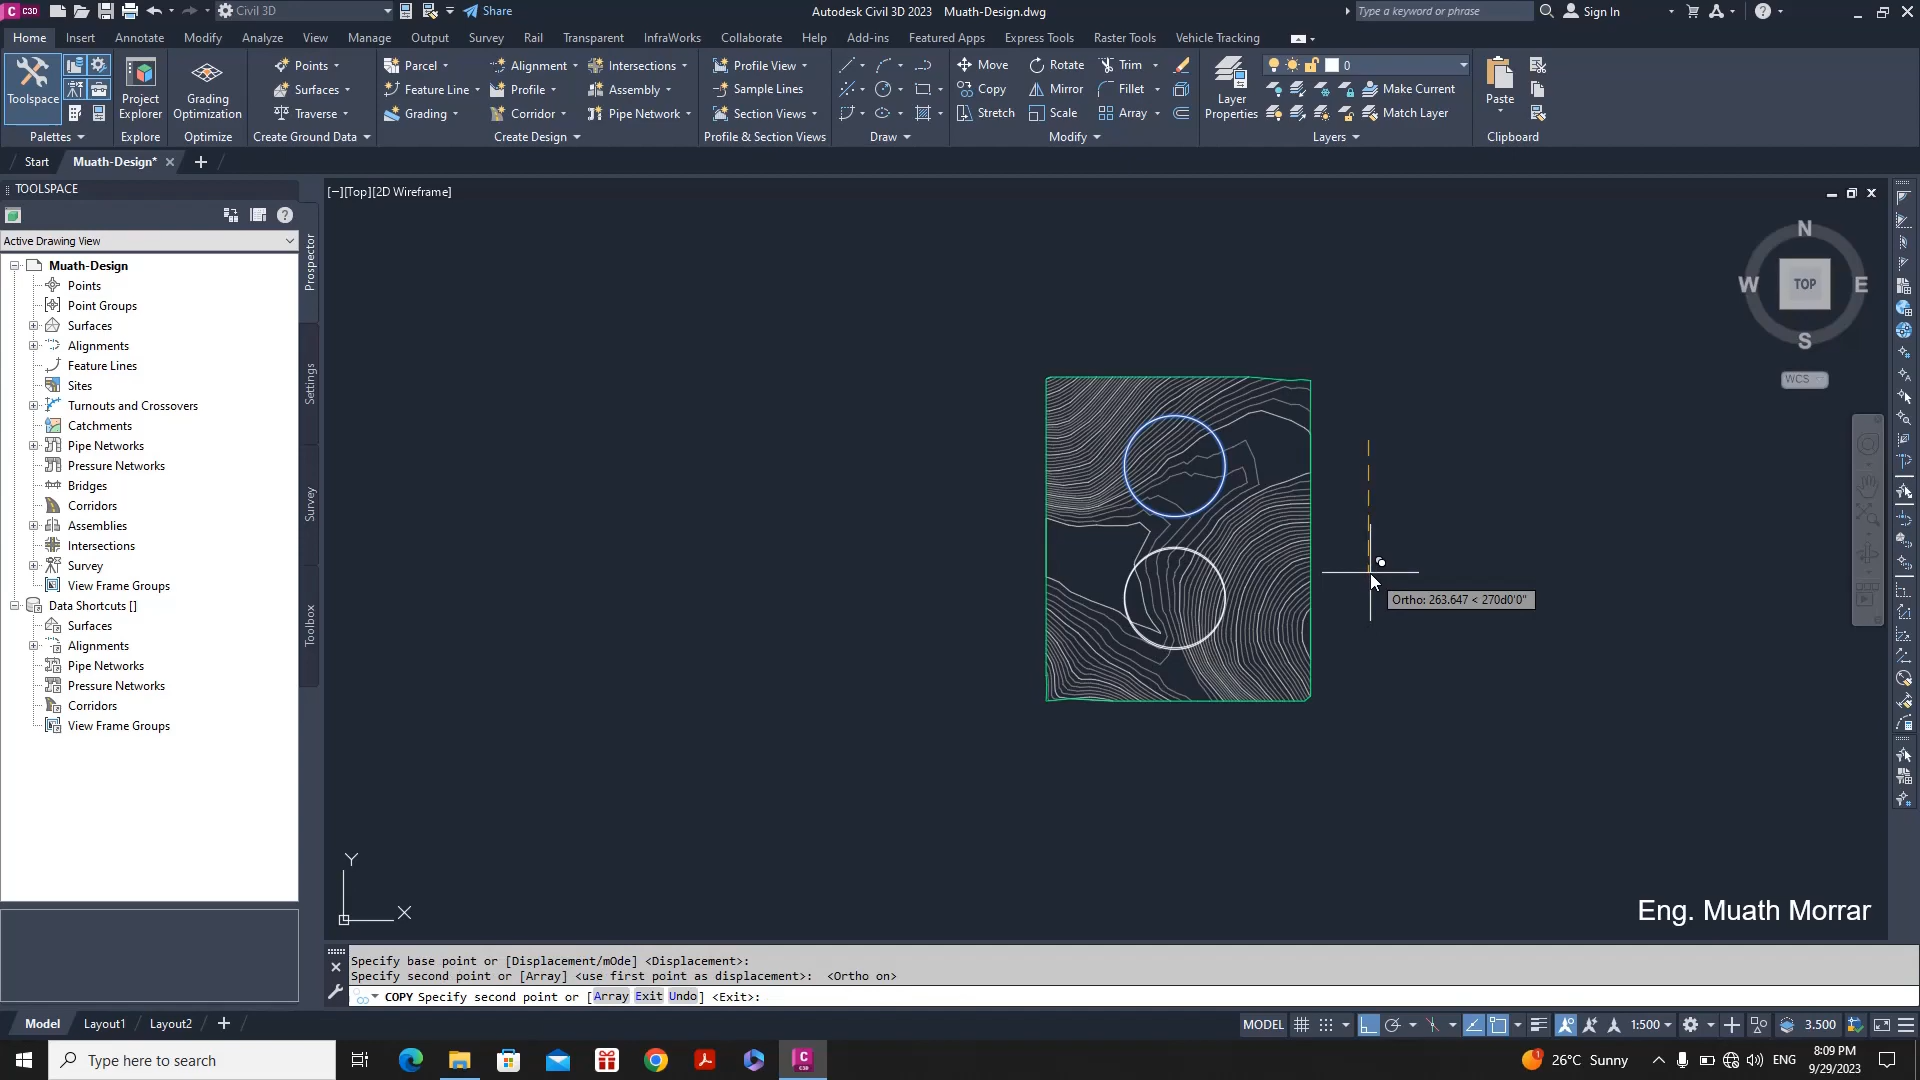 C3D
Civil 3D
Share
Autodesk Civil 3D 2023 Muath-Design.dwg
Type a keyword or phrase
Sign In
Home Insert Annotate Modify Analyze View Manage Output Survey Rail Transparent InfraWorks Collaborate Help Add-ins Featured Apps Express Tools Raster Tools Vehicle Tracking
Toolspace
Project Explorer
Grading Optimization
Points
Surfaces
Traverse
Parcel
Feature Line
Grading
Alignment
Profile
Corridor
Intersections
Assembly
Pipe Network
Profile View
Sample Lines
Section Views
Move
Copy
Stretch
Rotate
Mirror
Scale
Trim
Fillet
Array
Layer Properties
0
Make Current
Match Layer
Paste
Palettes Explore Optimize Create Ground Data Create Design Profile & Section Views Draw Modify Layers Clipboard
Start Muath-Design*
TOOLSPACE
Active Drawing View
Muath-Design
Points
Point Groups
Surfaces
Alignments
Feature Lines
Sites
Turnouts and Crossovers
Catchments
Pipe Networks
Pressure Networks
Bridges
Corridors
Assemblies
Intersections
Survey
View Frame Groups
Data Shortcuts []
Surfaces
Alignments
Pipe Networks
Pressure Networks
Corridors
View Frame Groups
Prospector
Settings
Survey
Toolbox
[−][Top][2D Wireframe]
N
W TOP E
S
WCS
Ortho: 263.647 < 270d0'0"
Y
X
Eng. Muath Morrar
Specify base point or [Displacement/mOde] <Displacement>:
Specify second point or [Array] <use first point as displacement>: <Ortho on>
COPY Specify second point or [Array Exit Undo] <Exit>:
Model Layout1 Layout2
MODEL 1:500 3.500
Type here to search
26°C Sunny
ENG
8:09 PM
9/29/2023